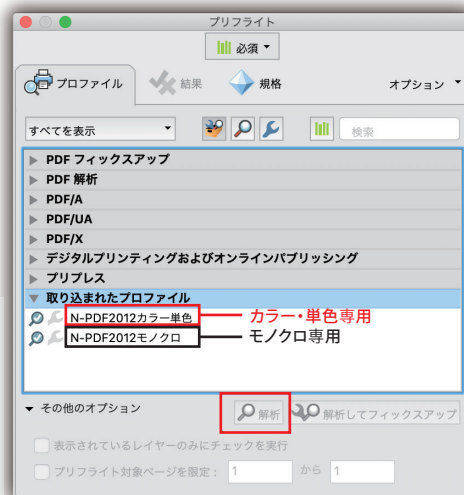 プリフライト
必須
プロファイル
結果
規格
オプション
すべてを表示
検索
PDF フィックスアップ
PDF 解析
PDF/A
PDF/UA
PDF/X
デジタルプリンティングおよびオンラインパブリッシング
プリプレス
取り込まれたプロファイル
N-PDF2012カラー単色 カラー・単色専用
N-PDF2012モノクロ モノクロ専用
その他のオプション
解析
解析してフィックスアップ
表示されているレイヤーのみにチェックを実行
プリフライト対象ページを限定： 1 から 1